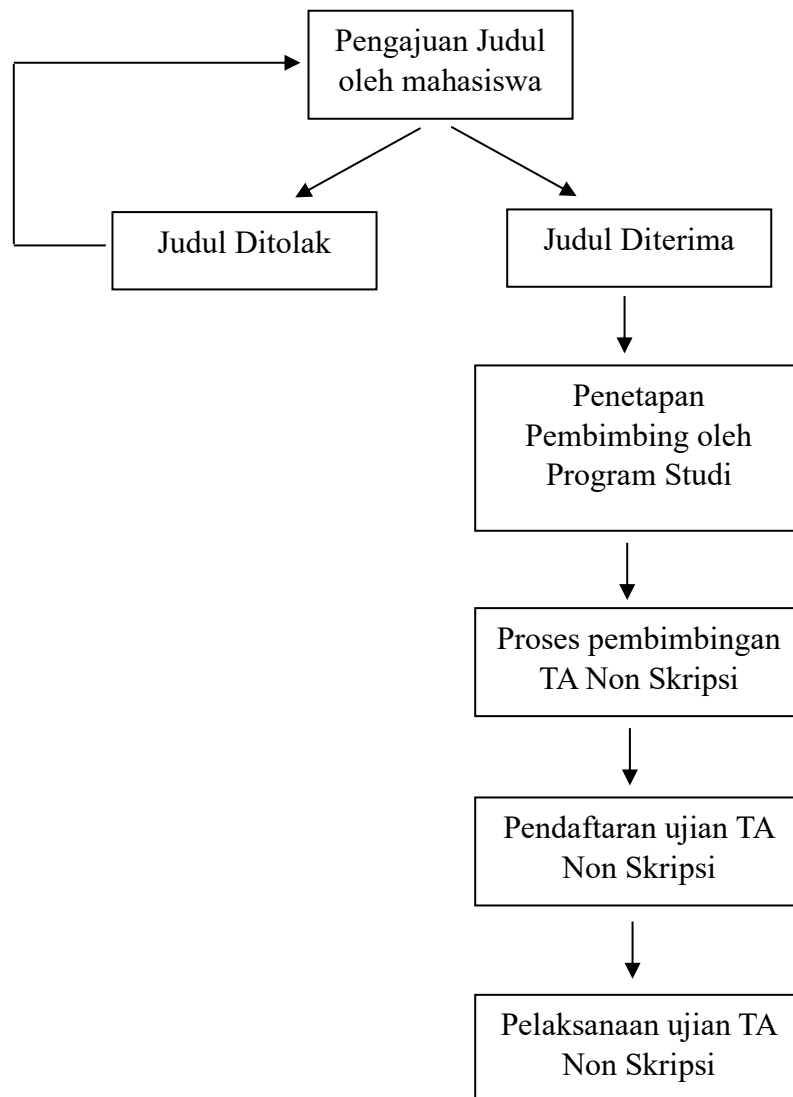 Pengajuan Judul
oleh mahasiswa
Judul Ditolak
Judul Diterima
Penetapan
Pembimbing oleh
Program Studi
Proses pembimbingan
TA Non Skripsi
Pendaftaran ujian TA
Non Skripsi
Pelaksanaan ujian TA
Non Skripsi